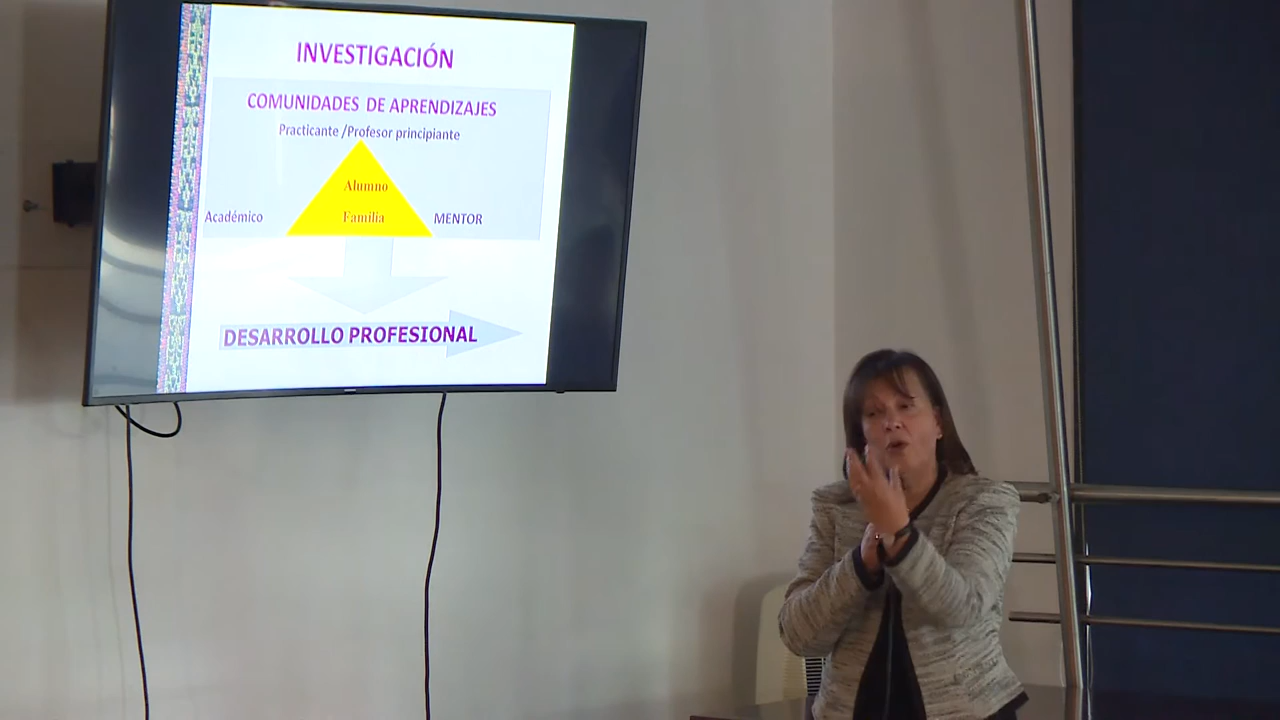 INVESTIGACIÓN
COMUNIDADES DE APRENDIZAJES
Practicante /Profesor principiante
Alumno
Académico Familia MENTOR
DESARROLLO PROFESIONAL